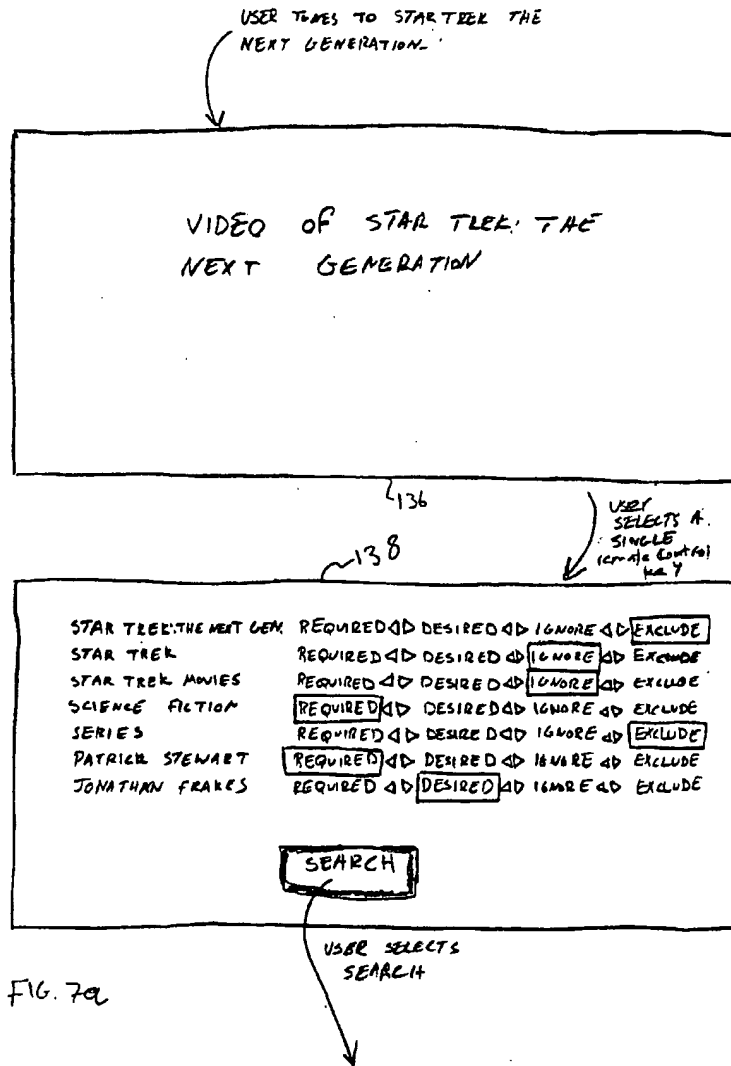 USER TUNES TO STAR TREK THE
NEXT GENERATION.
VIDEO OF STAR TREK: THE
NEXT GENERATION
136
USER
SELECTS A
SINGLE
remote control
key
138
STAR TREK: THE NEXT GEN. REQUIRED ◁▷ DESIRED ◁▷ IGNORE ◁▷ EXCLUDE
STAR TREK REQUIRED ◁▷ DESIRED ◁▷ IGNORE ◁▷ EXCLUDE
STAR TREK MOVIES REQUIRED ◁▷ DESIRED ◁▷ IGNORE ◁▷ EXCLUDE
SCIENCE FICTION REQUIRED ◁▷ DESIRED ◁▷ IGNORE ◁▷ EXCLUDE
SERIES REQUIRED ◁▷ DESIRED ◁▷ IGNORE ◁▷ EXCLUDE
PATRICK STEWART REQUIRED ◁▷ DESIRED ◁▷ IGNORE ◁▷ EXCLUDE
JONATHAN FRAKES REQUIRED ◁▷ DESIRED ◁▷ IGNORE ◁▷ EXCLUDE
SEARCH
USER SELECTS
SEARCH
FIG. 7a